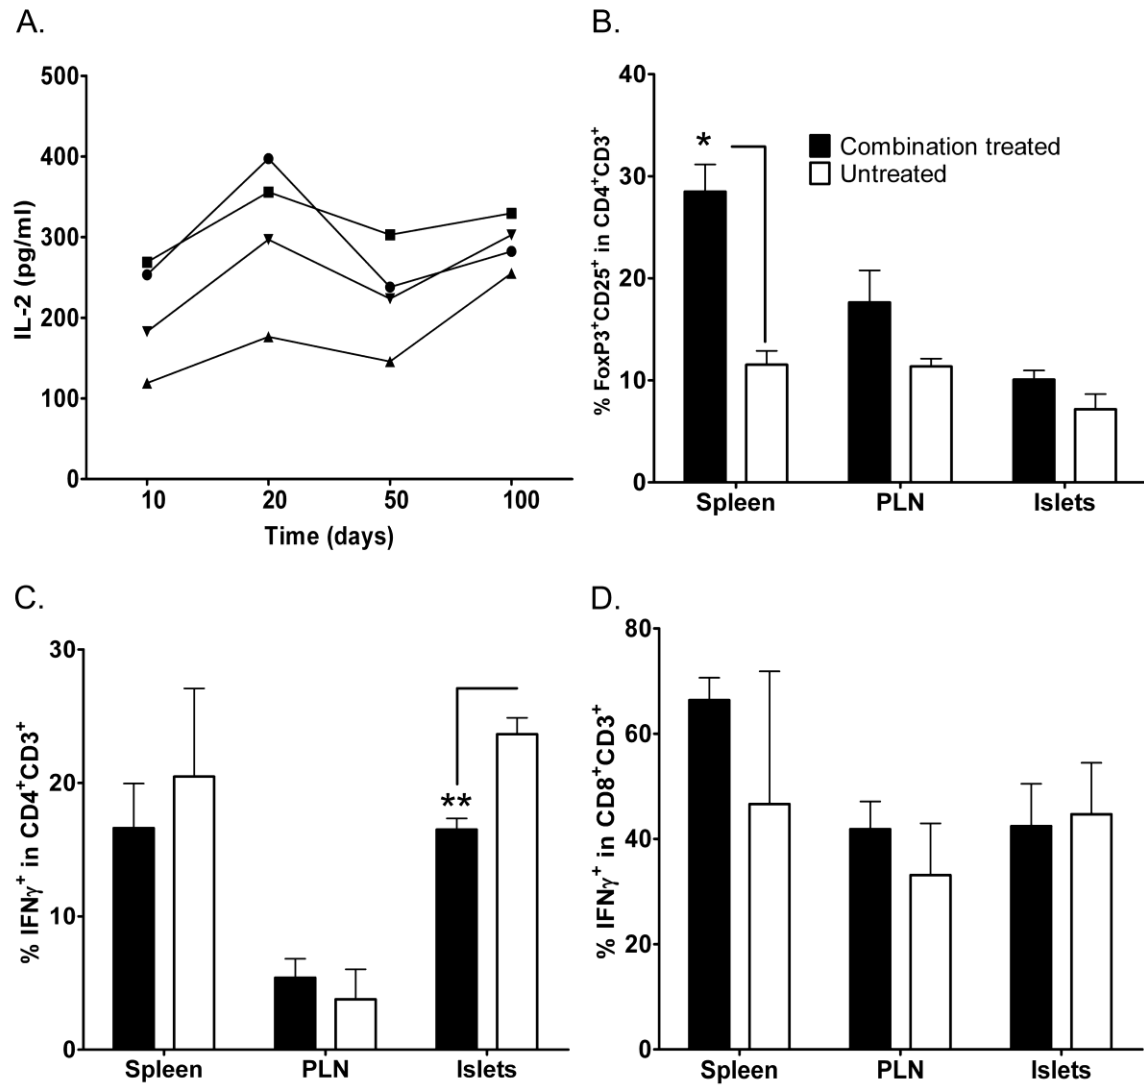 A.
IL-2 (pg/ml)
500
400
300
200
100
0
10 20 50 100
Time (days)
B.
% FoxP3⁺CD25⁺ in CD4⁺CD3⁺
40
30
20
10
0
*
Combination treated
Untreated
Spleen PLN Islets
C.
% IFNγ⁺ in CD4⁺CD3⁺
30
20
10
0
**
Spleen PLN Islets
D.
% IFNγ⁺ in CD8⁺CD3⁺
80
60
40
20
0
Spleen PLN Islets